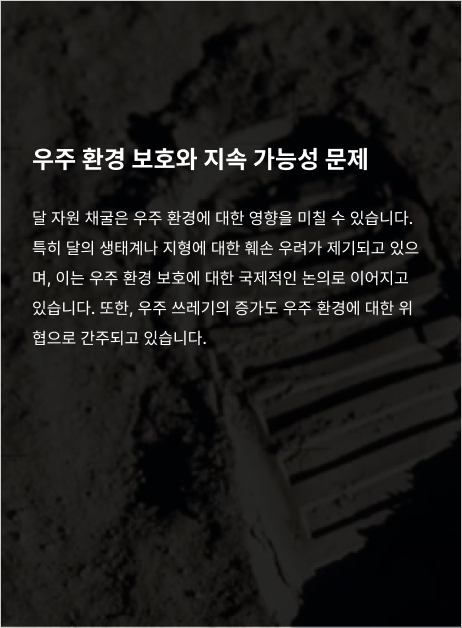 우주 환경 보호와 지속 가능성 문제
달 자원 채굴은 우주 환경에 대한 영향을 미칠 수 있습니다.
특히 달의 생태계나 지형에 대한 훼손 우려가 제기되고 있으
며, 이는 우주 환경 보호에 대한 국제적인 논의로 이어지고
있습니다. 또한, 우주 쓰레기의 증가도 우주 환경에 대한 위
협으로 간주되고 있습니다.